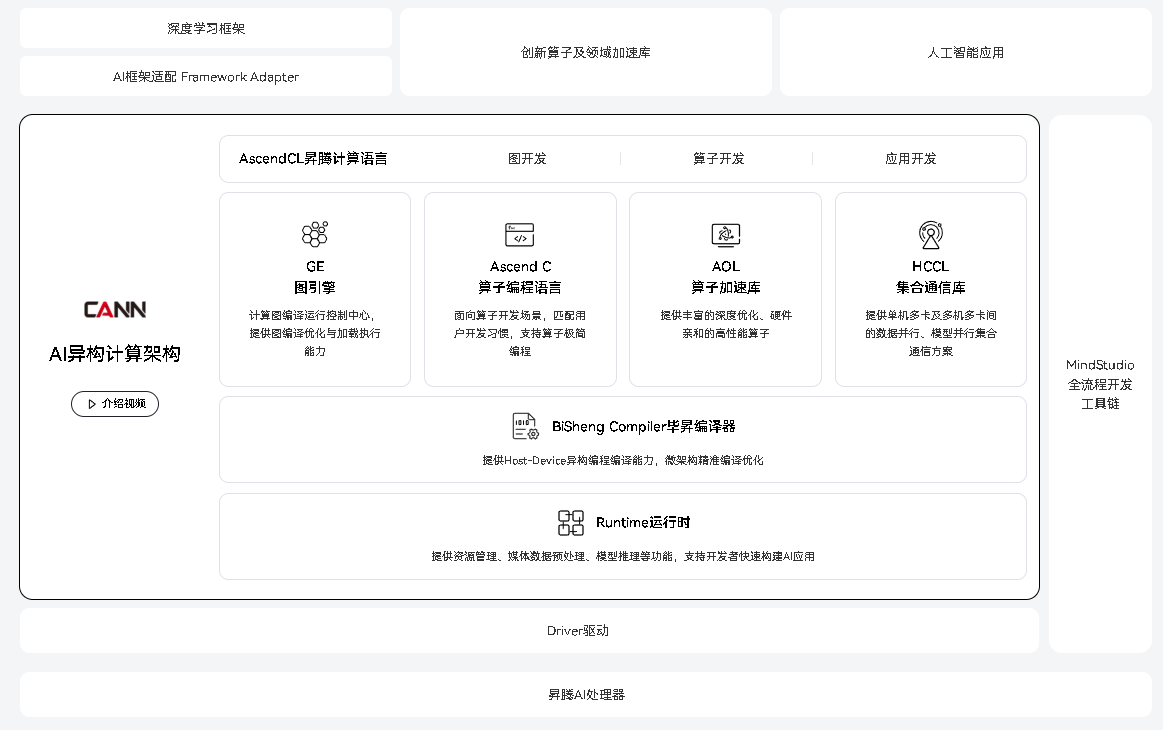 深度学习框架
AI框架适配 Framework Adapter
创新算子及领域加速库
人工智能应用
CANN
AI异构计算架构
介绍视频
AscendCL昇腾计算语言
图开发
算子开发
应用开发
GE
图引擎
计算图编译运行控制中心,
提供图编译优化与加载执行
能力
Ascend C
算子编程语言
面向算子开发场景，匹配用
户开发习惯，支持算子极简
编程
AOL
算子加速库
提供丰富的深度优化、硬件
亲和的高性能算子
HCCL
集合通信库
提供单机多卡及多机多卡间
的数据并行、模型并行集合
通信方案
BiSheng Compiler毕昇编译器
提供Host-Device异构编程编译能力，微架构精准编译优化
Runtime运行时
提供资源管理、媒体数据预处理、模型推理等功能，支持开发者快速构建AI应用
MindStudio
全流程开发
工具链
Driver驱动
昇腾AI处理器